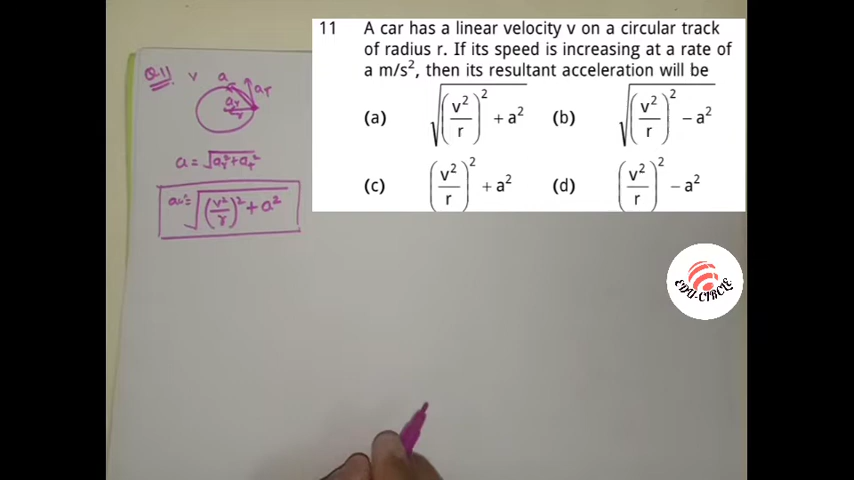 11 A car has a linear velocity v on a circular track
of radius r. If its speed is increasing at a rate of
a m/s², then its resultant acceleration will be
(a) √((v²/r)² + a²) (b) √((v²/r)² − a²)
(c) (v²/r)² + a² (d) (v²/r)² − a²
Q11 v a aT
ar
r
a = √(ar² + aT²)
= √((v²/r)² + a²)
EDU-CIRCLE